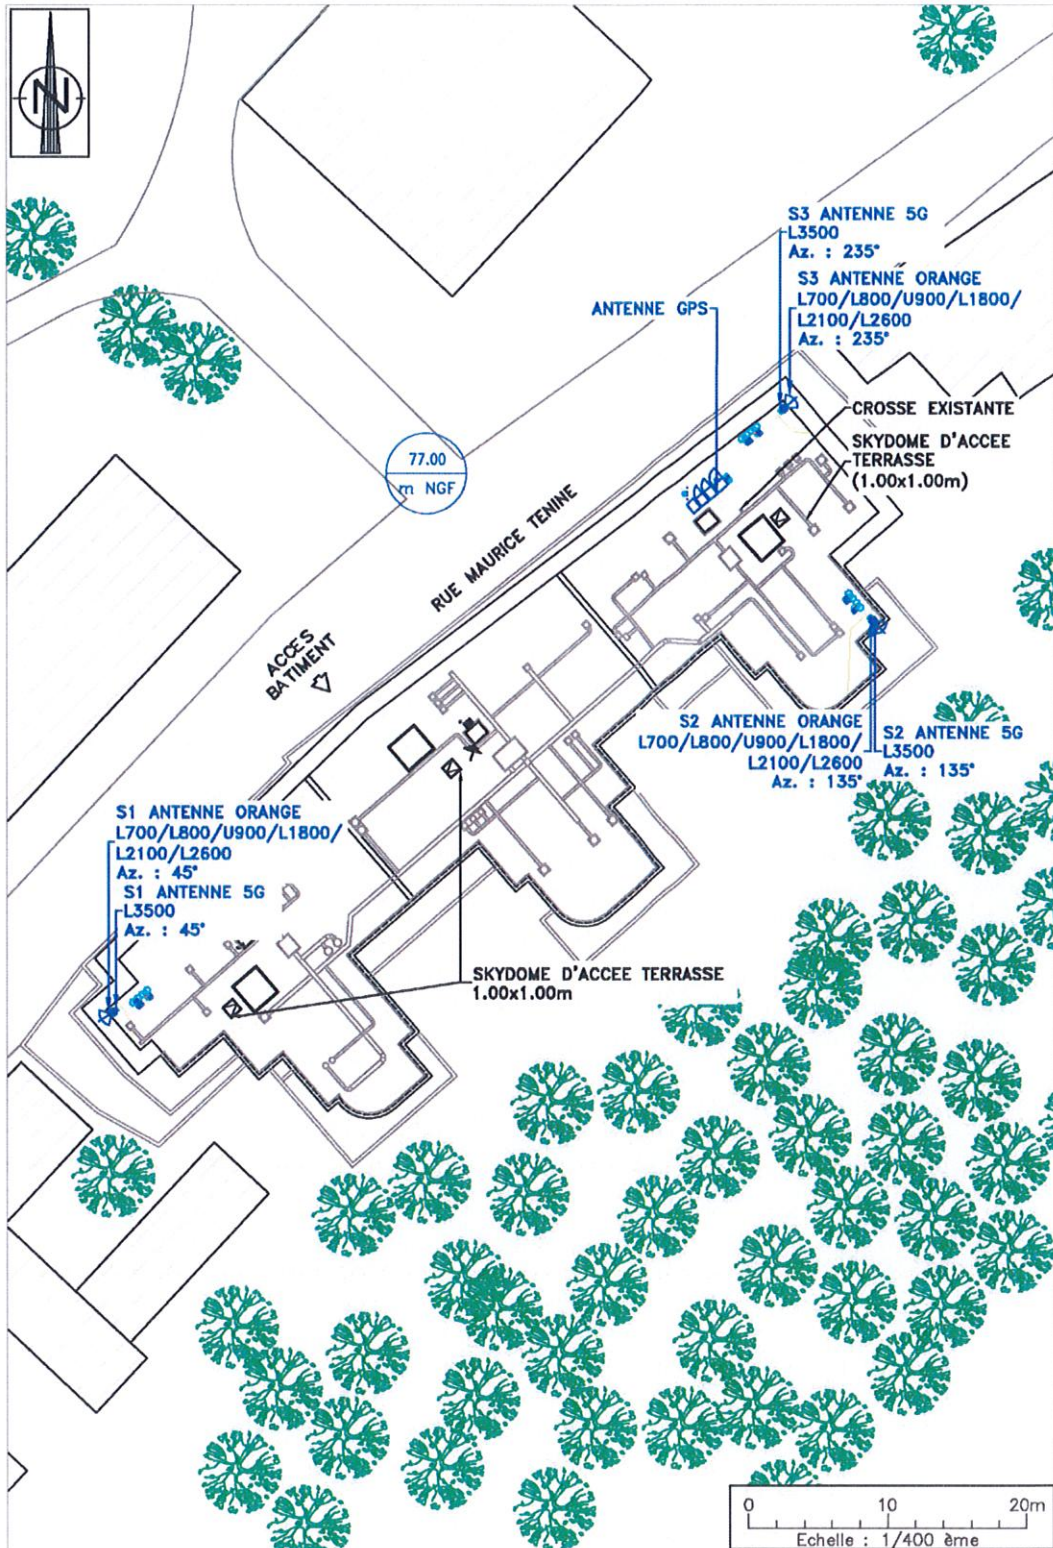 N
S3 ANTENNE 5G
L3500
Az. : 235°
S3 ANTENNE ORANGE
L700/L800/U900/L1800/
L2100/L2600
Az. : 235°
ANTENNE GPS
CROSSE EXISTANTE
SKYDOME D'ACCEE
TERRASSE
(1.00x1.00m)
77.00
m NGF
RUE MAURICE TENINE
ACCES
BATIMENT
S2 ANTENNE ORANGE
L700/L800/U900/L1800/
L2100/L2600
Az. : 135°
S2 ANTENNE 5G
L3500
Az. : 135°
S1 ANTENNE ORANGE
L700/L800/U900/L1800/
L2100/L2600
Az. : 45°
S1 ANTENNE 5G
L3500
Az. : 45°
SKYDOME D'ACCEE TERRASSE
1.00x1.00m
0 10 20m
Echelle : 1/400 ème